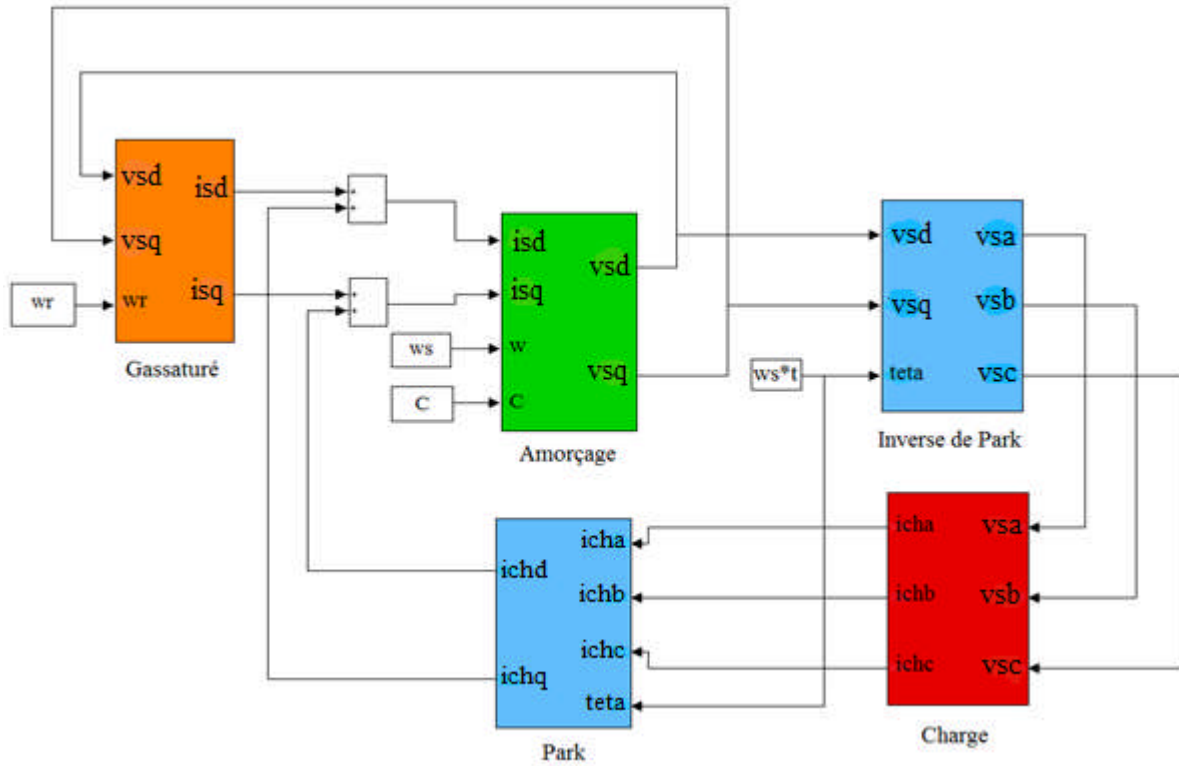 vsd
isd
vsq
isq
wr
wr
Gassaturé
+
+
+
+
isd
vsd
isq
ws
w
vsq
C
C
Amorçage
vsd
vsa
vsq
vsb
ws*t
teta
vsc
Inverse de Park
icha
ichd
ichb
ichc
ichq
teta
Park
icha
vsa
ichb
vsb
ichc
vsc
Charge